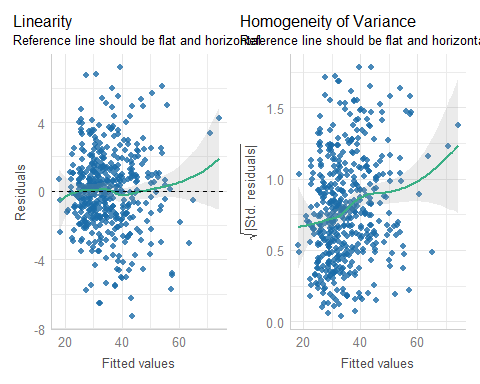 Linearity
Reference line should be flat and horizontal
Residuals
4
0
-4
-8
20
40
60
Fitted values
Homogeneity of Variance
Reference line should be flat and horizonta
√|Std. residuals|
1.5
1.0
0.5
0.0
20
40
60
Fitted values